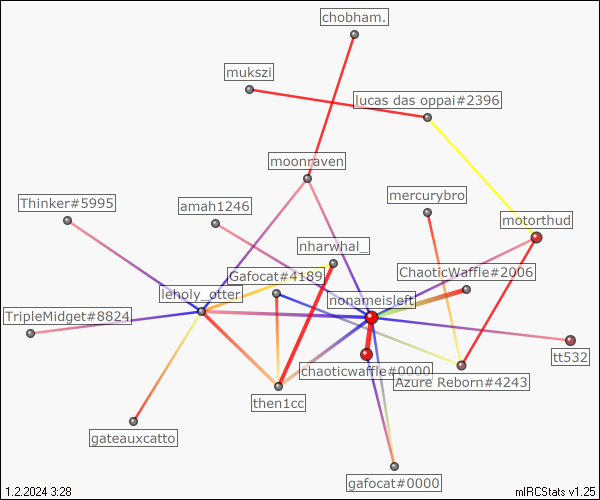 chobham.
mukszi
lucas das oppai#2396
moonraven
mercurybro
Thinker#5995
amah1246
motorthud
nharwhal_
Gafocat#4189
ChaoticWaffle#2006
leholy_otter
nonameisleft
TripleMidget#8824
tt532
chaoticwaffle#0000
Azure Reborn#4243
then1cc
gateauxcatto
gafocat#0000
1.2.2024 3:28
mIRCStats v1.25